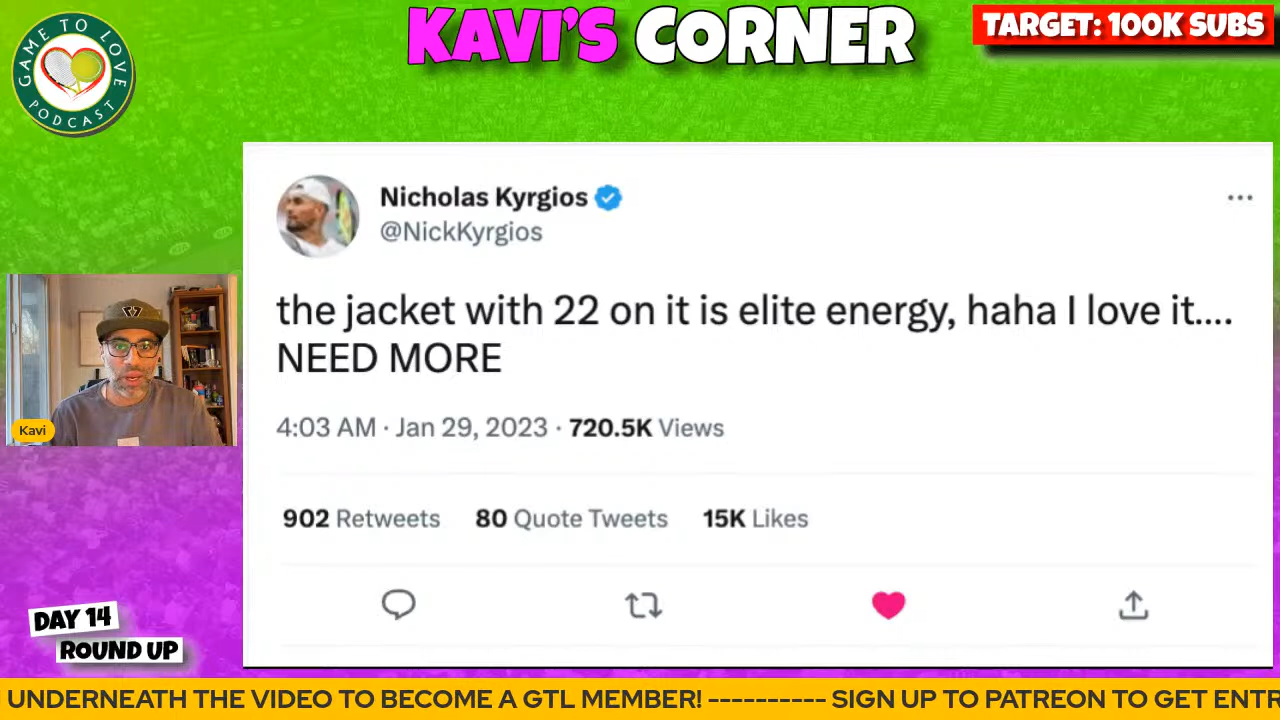 KAVI'S CORNER
TARGET: 100K SUBS
GAME TO LOVE
PODCAST
Nicholas Kyrgios
@NickKyrgios
the jacket with 22 on it is elite energy, haha I love it....
NEED MORE
4:03 AM · Jan 29, 2023 · 720.5K Views
902 Retweets 80 Quote Tweets 15K Likes
Kavi
DAY 14
ROUND UP
UNDERNEATH THE VIDEO TO BECOME A GTL MEMBER! ---------- SIGN UP TO PATREON TO GET ENTR